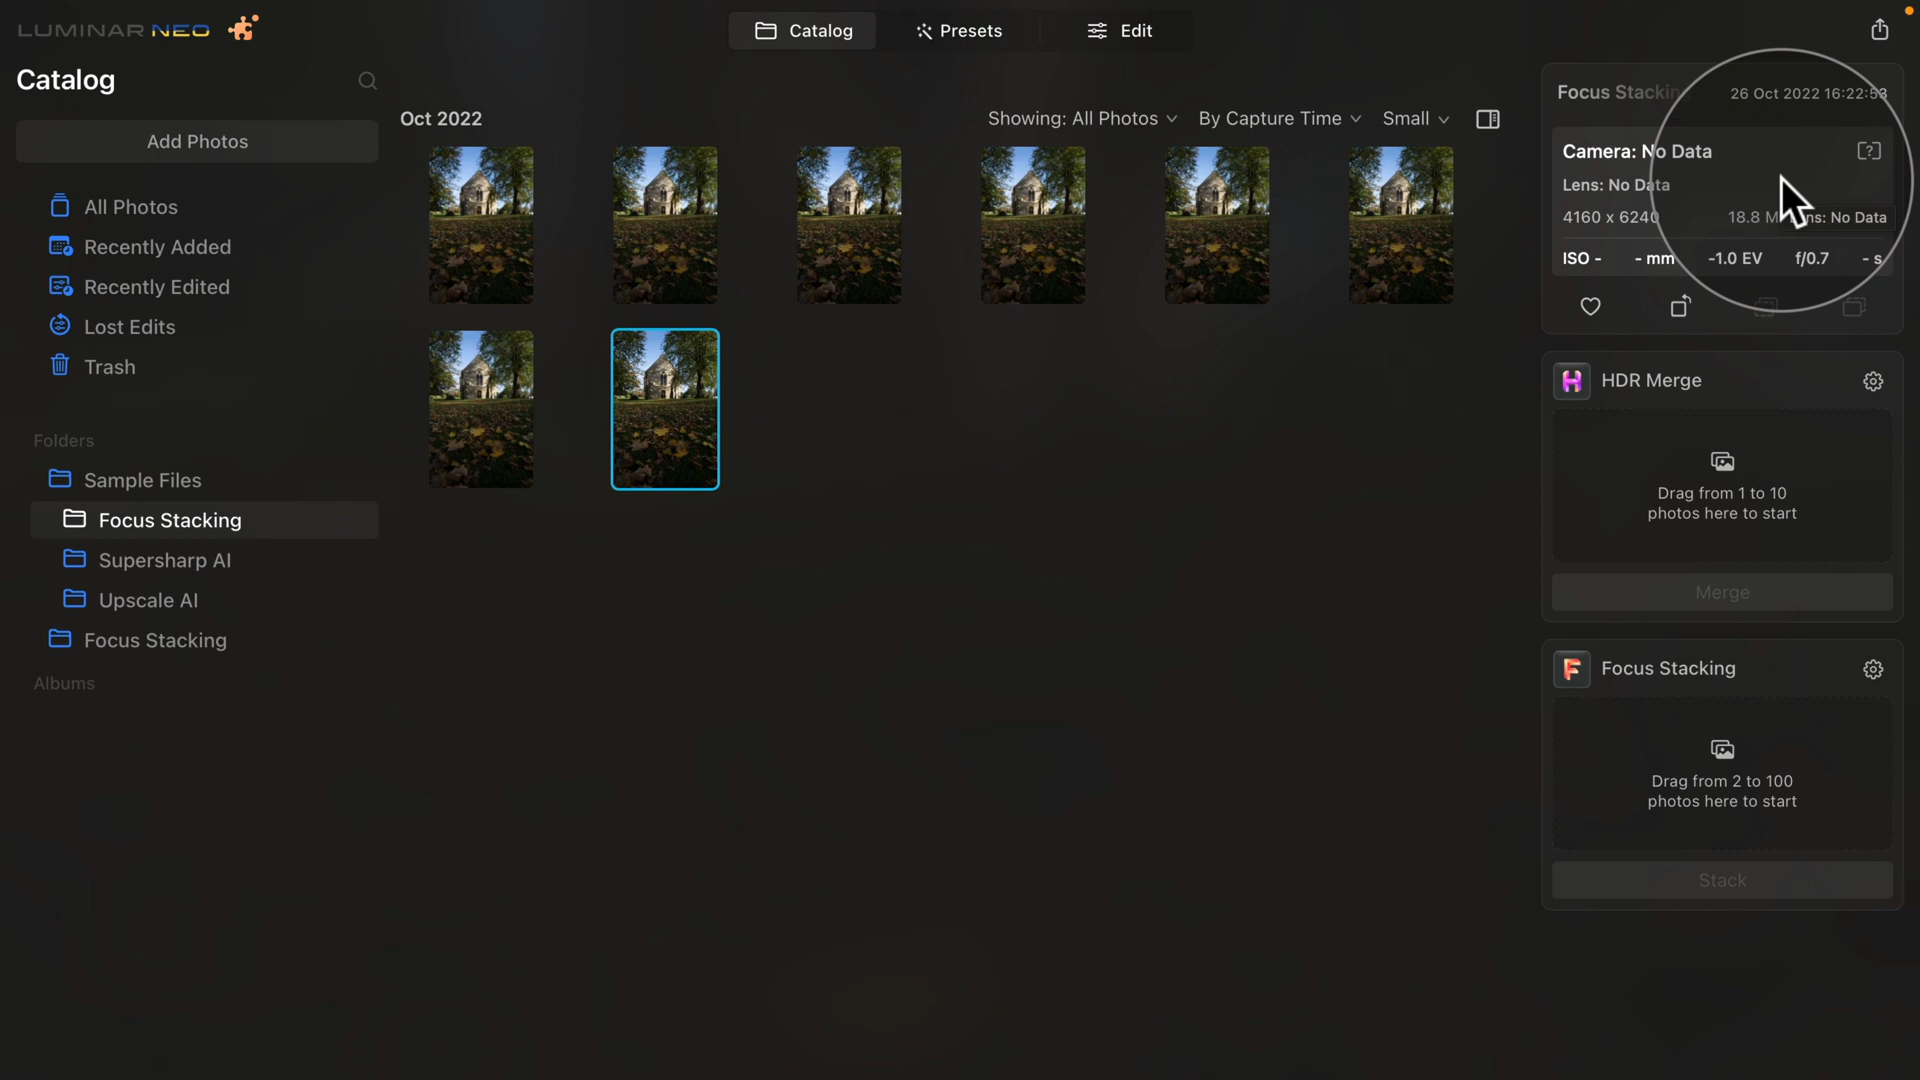 LUMINAR NEO
Catalog
Presets
Edit
Catalog
Add Photos
All Photos
Recently Added
Recently Edited
Lost Edits
Trash
Folders
Sample Files
Focus Stacking
Supersharp AI
Upscale AI
Focus Stacking
Albums
Oct 2022
Showing: All Photos
By Capture Time
Small
Focus Stacking
26 Oct 2022 16:22:53
Camera: No Data
Lens: No Data
4160 x 6240
18.8 M
ns: No Data
ISO - - mm -1.0 EV f/0.7 - s
HDR Merge
Drag from 1 to 10
photos here to start
Merge
Focus Stacking
Drag from 2 to 100
photos here to start
Stack